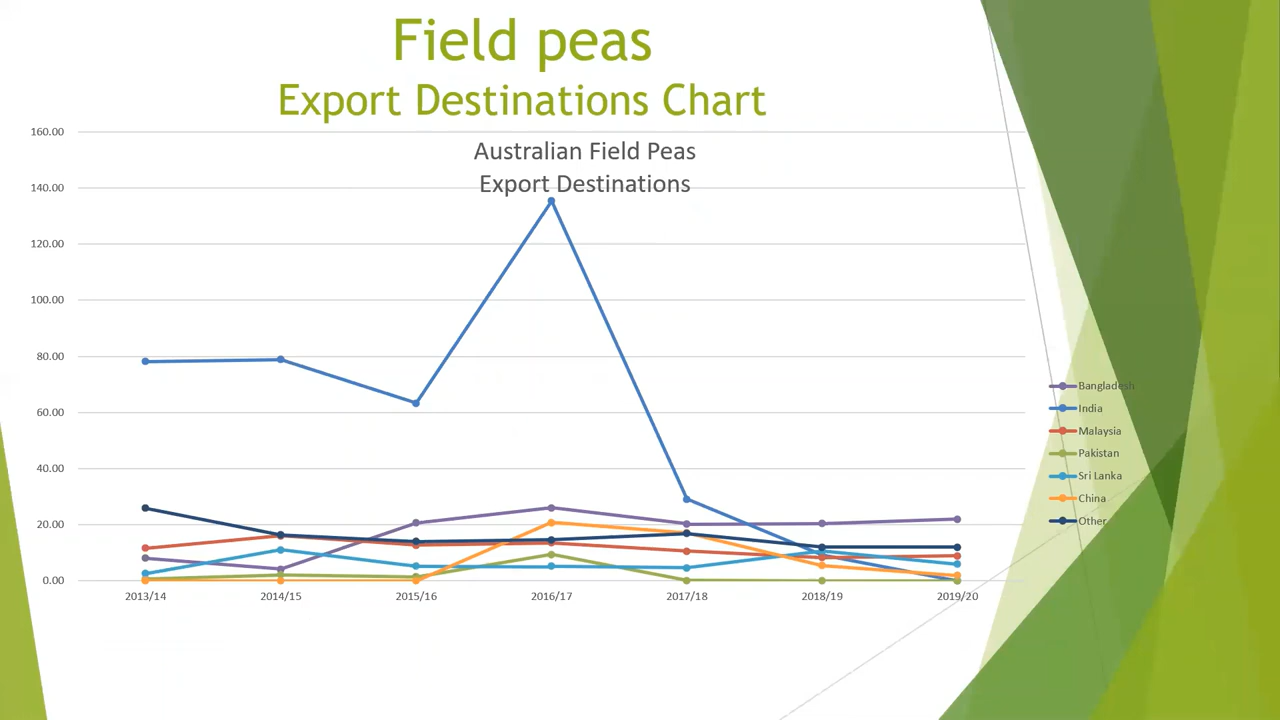 Field peas
Export Destinations Chart
Australian Field Peas
Export Destinations
160.00
140.00
120.00
100.00
80.00
60.00
40.00
20.00
0.00
2013/14 2014/15 2015/16 2016/17 2017/18 2018/19 2019/20
Bangladesh
India
Malaysia
Pakistan
Sri Lanka
China
Other